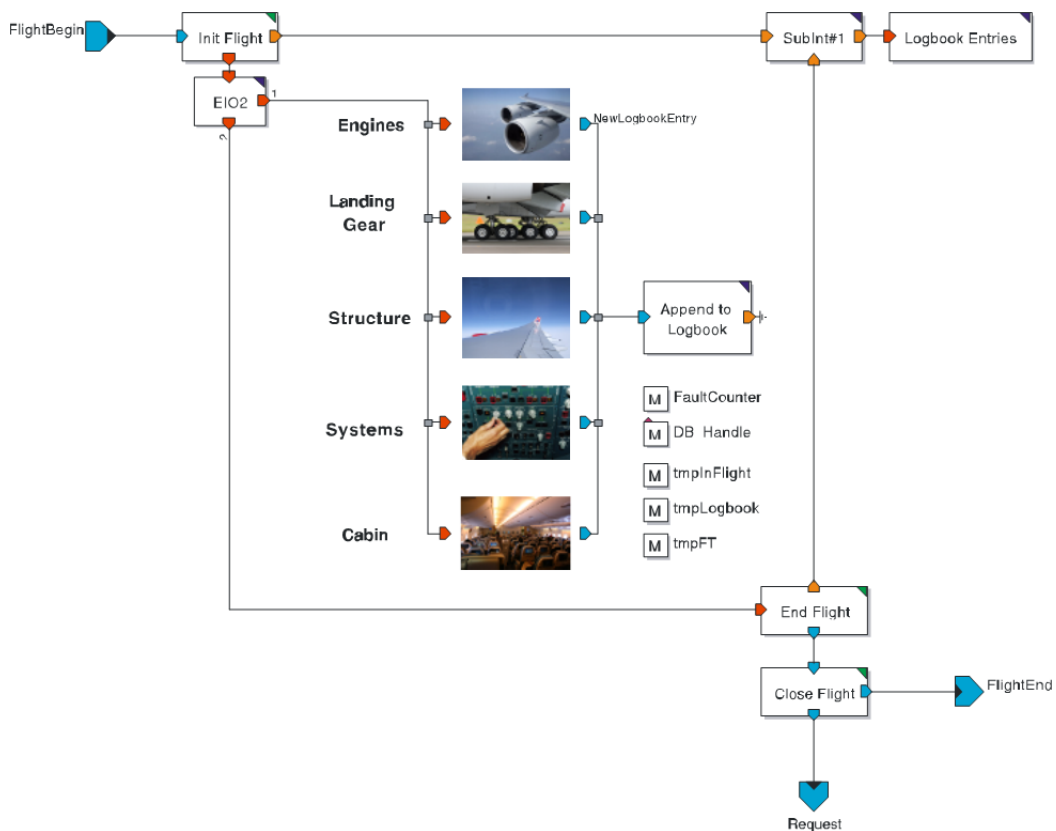 FlightBegin
Init Flight
SubInt#1
Logbook Entries
EIO2
1
2
Engines
NewLogbookEntry
Landing
Gear
Structure
Append to
Logbook
Systems
M FaultCounter
M DB Handle
M tmpInFlight
M tmpLogbook
M tmpFT
Cabin
End Flight
Close Flight
FlightEnd
Request